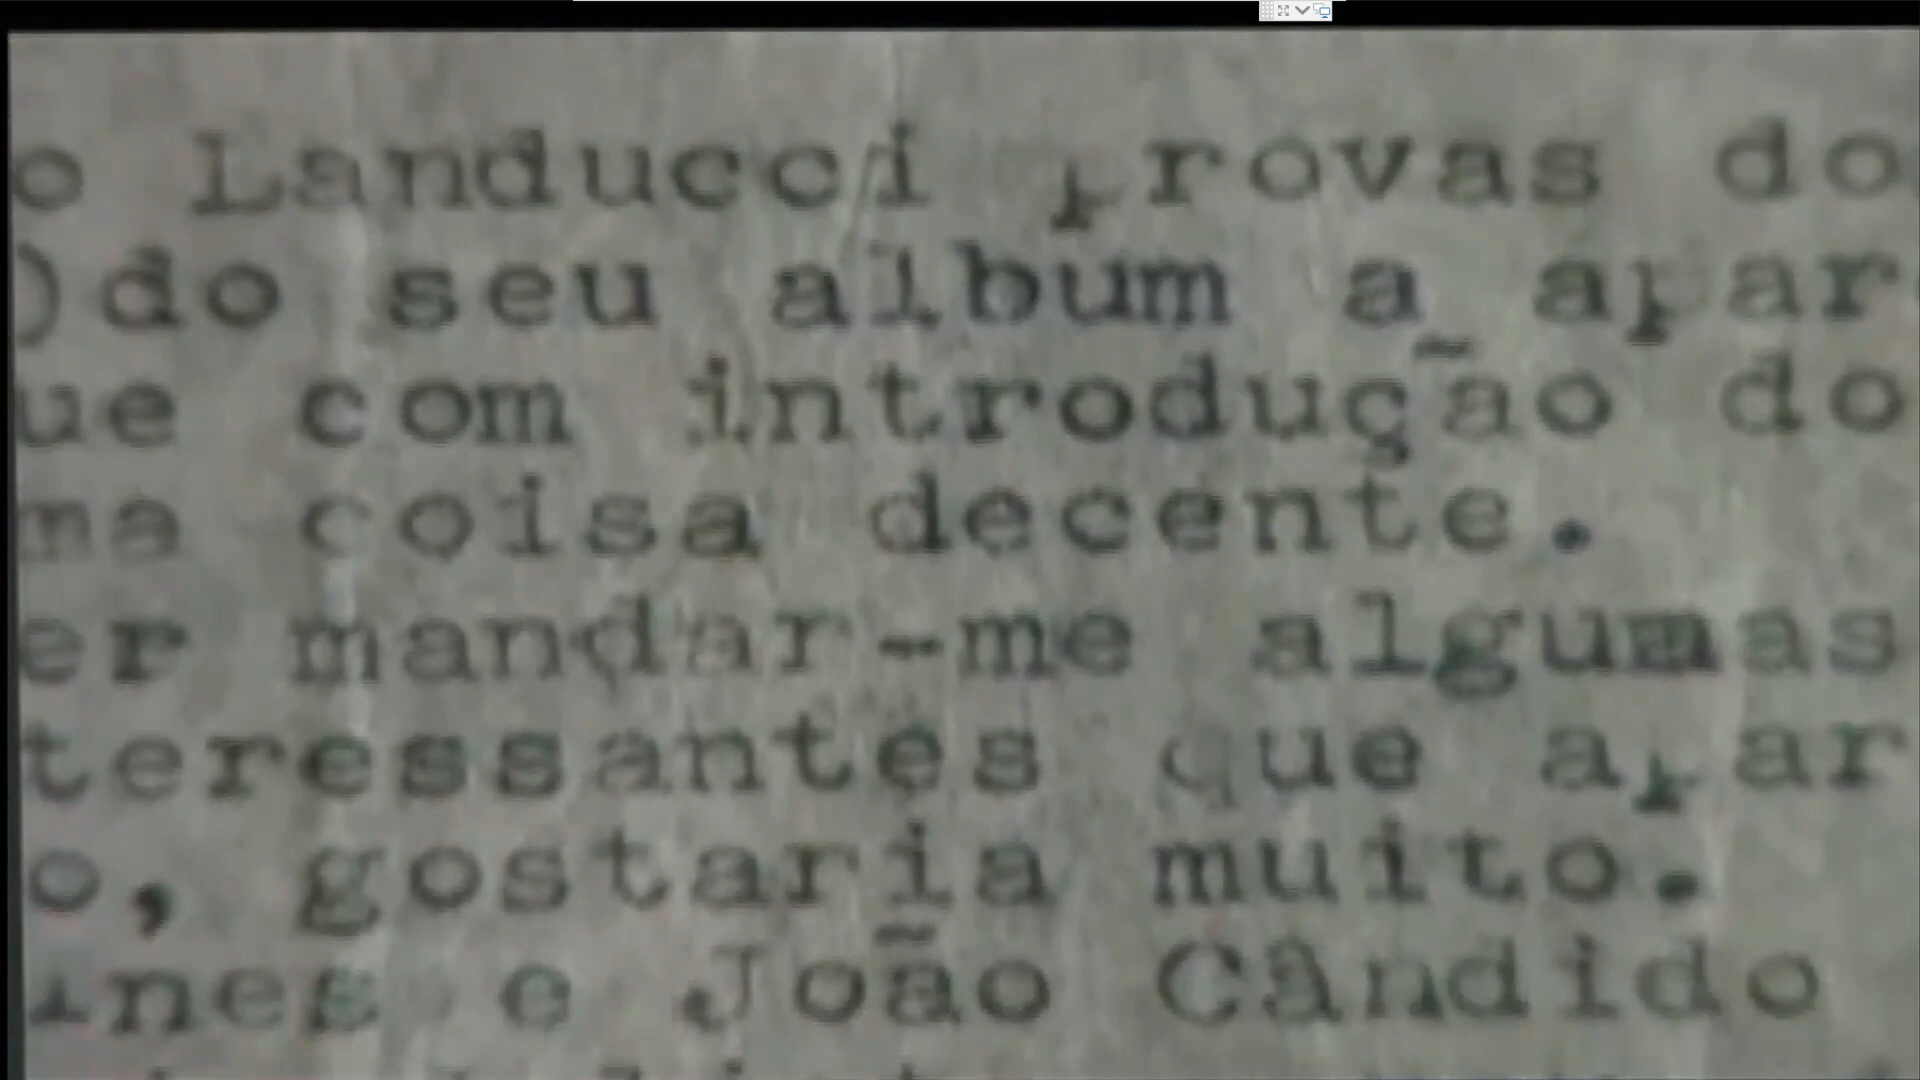 o Landucci provas do
)do seu album a apar
ue com introdução do
ma coisa decente.
er mandar-me algumas
teressantes que apar
o, gostaria muito.
ines e João Cândido